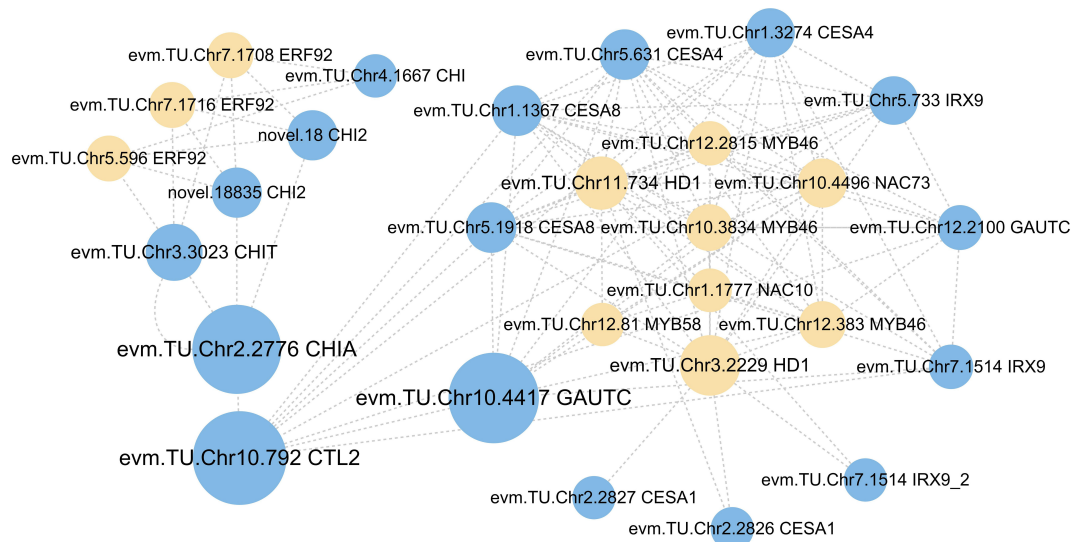 evm.TU.Chr1.3274 CESA4
evm.TU.Chr7.1708 ERF92
evm.TU.Chr5.631 CESA4
evm.TU.Chr4.1667 CHI
evm.TU.Chr7.1716 ERF92
evm.TU.Chr1.1367 CESA8
evm.TU.Chr5.733 IRX9
novel.18 CHI2
evm.TU.Chr12.2815 MYB46
evm.TU.Chr5.596 ERF92
evm.TU.Chr11.734 HD1
evm.TU.Chr10.4496 NAC73
novel.18835 CHI2
evm.TU.Chr5.1918 CESA8
evm.TU.Chr10.3834 MYB46
evm.TU.Chr12.2100 GAUTC
evm.TU.Chr3.3023 CHIT
evm.TU.Chr1.1777 NAC10
evm.TU.Chr12.81 MYB58
evm.TU.Chr12.383 MYB46
evm.TU.Chr2.2776 CHIA
evm.TU.Chr3.2229 HD1
evm.TU.Chr7.1514 IRX9
evm.TU.Chr10.4417 GAUTC
evm.TU.Chr10.792 CTL2
evm.TU.Chr7.1514 IRX9_2
evm.TU.Chr2.2827 CESA1
evm.TU.Chr2.2826 CESA1